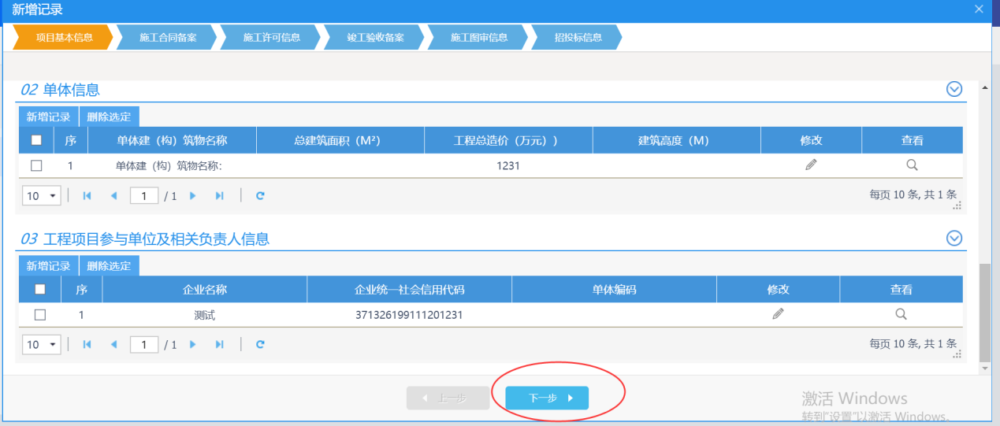 新增记录
项目基本信息 施工合同备案 施工许可信息 竣工验收备案 施工图审信息 招投标信息
02 单体信息
新增记录 删除选定
序 单体建（构）筑物名称 总建筑面积（M²） 工程总造价（万元）） 建筑高度（M） 修改 查看
1 单体建（构）筑物名称: 1231
10 1 / 1 每页 10 条, 共 1 条
03 工程项目参与单位及相关负责人信息
新增记录 删除选定
序 企业名称 企业统一社会信用代码 单体编码 修改 查看
1 测试 371326199111201231
10 1 / 1 每页 10 条, 共 1 条
上一步 下一步
激活 Windows
转到"设置"以激活 Windows。